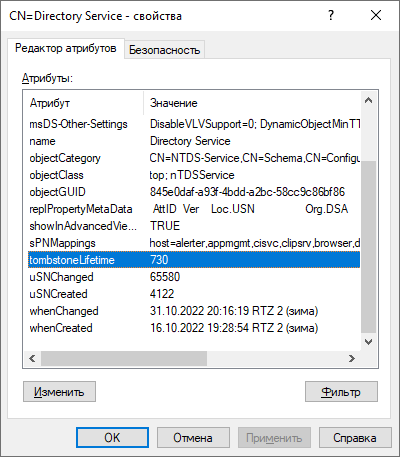 CN=Directory Service - свойства
Редактор атрибутов Безопасность
Атрибуты:
Атрибут Значение
msDS-Other-Settings DisableVLVSupport=0; DynamicObjectMinTT
name Directory Service
objectCategory CN=NTDS-Service,CN=Schema,CN=Configu
objectClass top; nTDSService
objectGUID 845e0daf-a93f-4bdd-a2bc-58cc9c86bf86
replPropertyMetaData AttID Ver Loc.USN Org.DSA
showInAdvancedVie... TRUE
sPNMappings host=alerter,appmgmt,cisvc,clipsrv,browser,d
tombstoneLifetime 730
uSNChanged 65580
uSNCreated 4122
whenChanged 31.10.2022 20:16:19 RTZ 2 (зима)
whenCreated 16.10.2022 19:28:54 RTZ 2 (зима)
Изменить Фильтр
OK Отмена Применить Справка